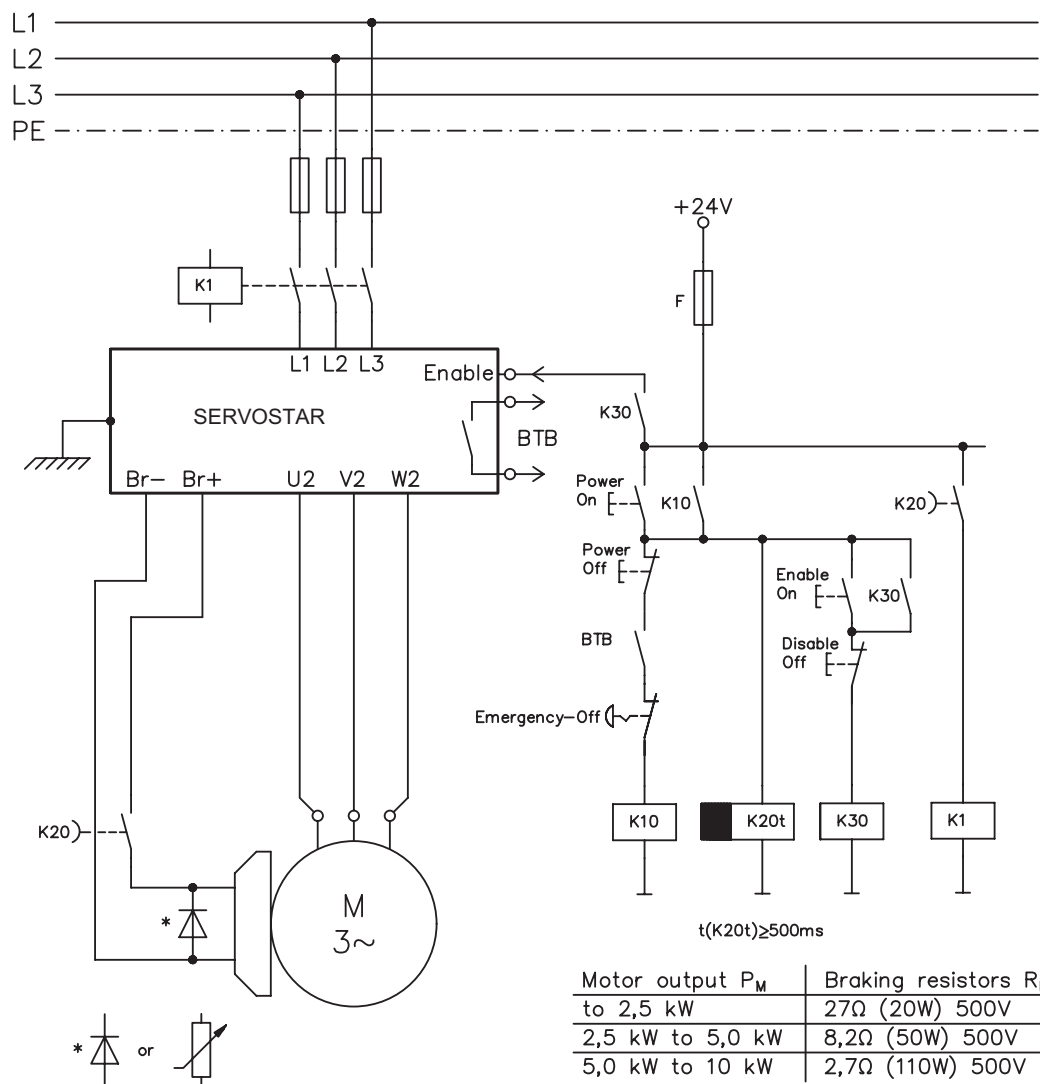 L1
L2
L3
PE
+24V
F
K1
L1 L2 L3
Enable
SERVOSTAR
BTB
K30
Br- Br+ U2 V2 W2
Power
On
K10
K20
Power
Off
Enable
On
K30
BTB
Disable
Off
Emergency-Off
K20
K10
K20t
K30
K1
M
3~
*
t(K20t)≥500ms
Motor output PM Braking resistors R
to 2,5 kW 27Ω (20W) 500V
2,5 kW to 5,0 kW 8,2Ω (50W) 500V
5,0 kW to 10 kW 2,7Ω (110W) 500V
* or